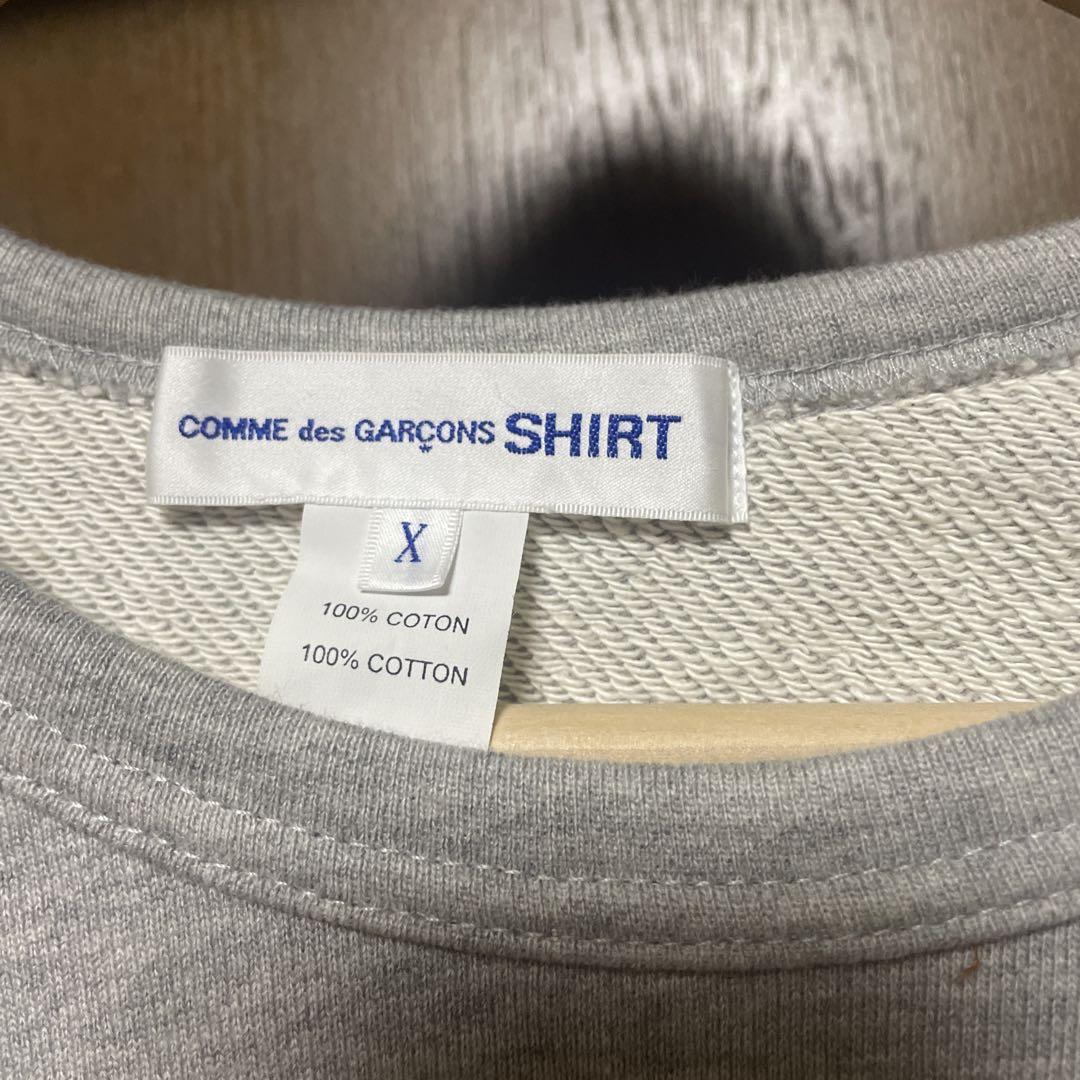 COMME des GARÇONS SHIRT
X
100% COTON
100% COTTON